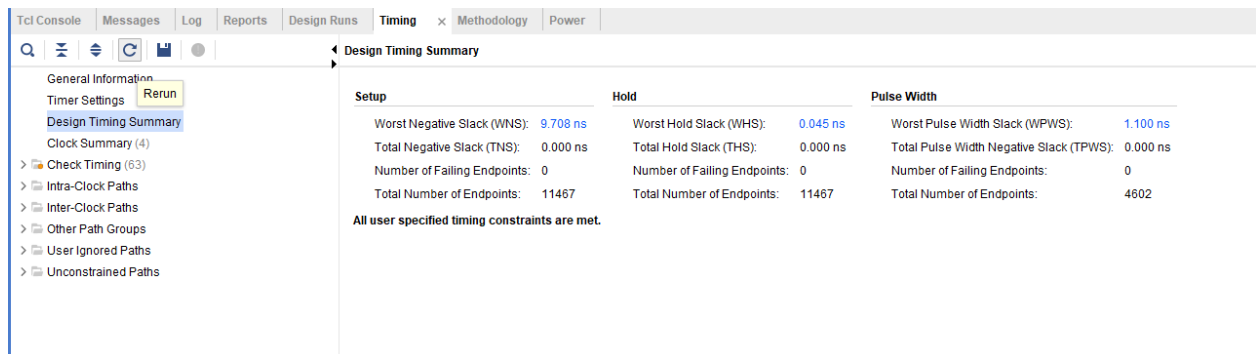 Tcl Console Messages Log Reports Design Runs Timing × Methodology Power
Design Timing Summary
General Information
Rerun
Timer Settings
Design Timing Summary
Clock Summary (4)
Check Timing (63)
Intra-Clock Paths
Inter-Clock Paths
Other Path Groups
User Ignored Paths
Unconstrained Paths
Setup
Worst Negative Slack (WNS): 9.708 ns
Total Negative Slack (TNS): 0.000 ns
Number of Failing Endpoints: 0
Total Number of Endpoints: 11467
Hold
Worst Hold Slack (WHS): 0.045 ns
Total Hold Slack (THS): 0.000 ns
Number of Failing Endpoints: 0
Total Number of Endpoints: 11467
Pulse Width
Worst Pulse Width Slack (WPWS): 1.100 ns
Total Pulse Width Negative Slack (TPWS): 0.000 ns
Number of Failing Endpoints: 0
Total Number of Endpoints: 4602
All user specified timing constraints are met.